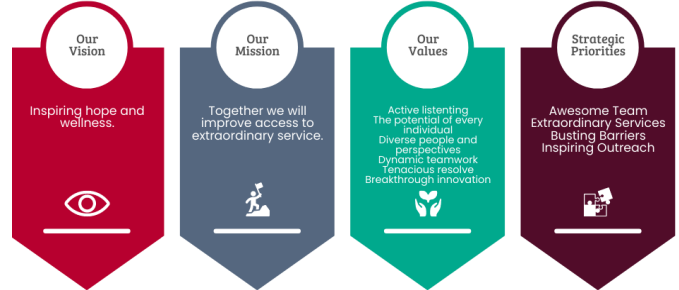 Our
Vision
Inspiring hope and
wellness.
Our
Mission
Together we will
improve access to
extraordinary service.
Our
Values
Active listenting
The potential of every
individual
Diverse people and
perspectives
Dynamic teamwork
Tenacious resolve
Breakthrough innovation
Strategic
Priorities
Awesome Team
Extraordinary Services
Busting Barriers
Inspiring Outreach